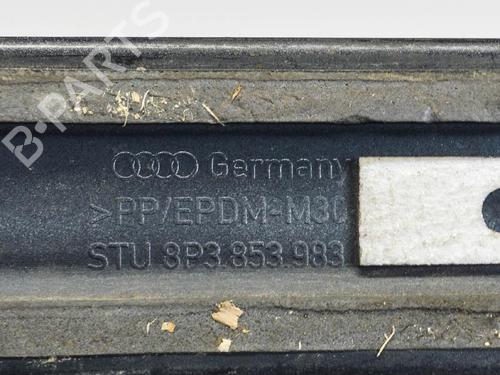 B-PARTS
Germany
>PP/EPDM-M30
STU 8P3.853.983